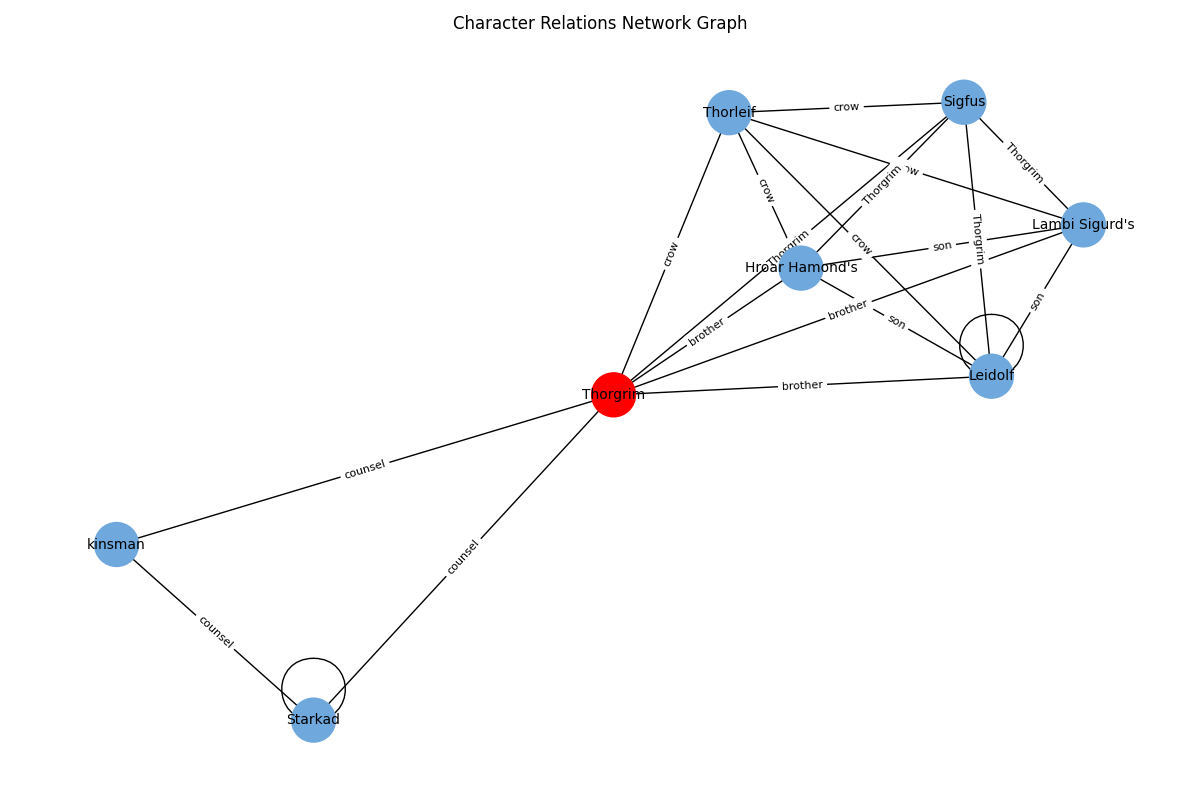 Character Relations Network Graph
Sigfus
Thorleif
crow
Thorgrim
crow
Thorgrim
crow
Lambi Sigurd's
Thorgrim
crow
son
Thorgrim
crow
Hroar Hamond's
brother
son
son
brother
Leidolf
brother
Thorgrim
counsel
kinsman
counsel
counsel
Starkad